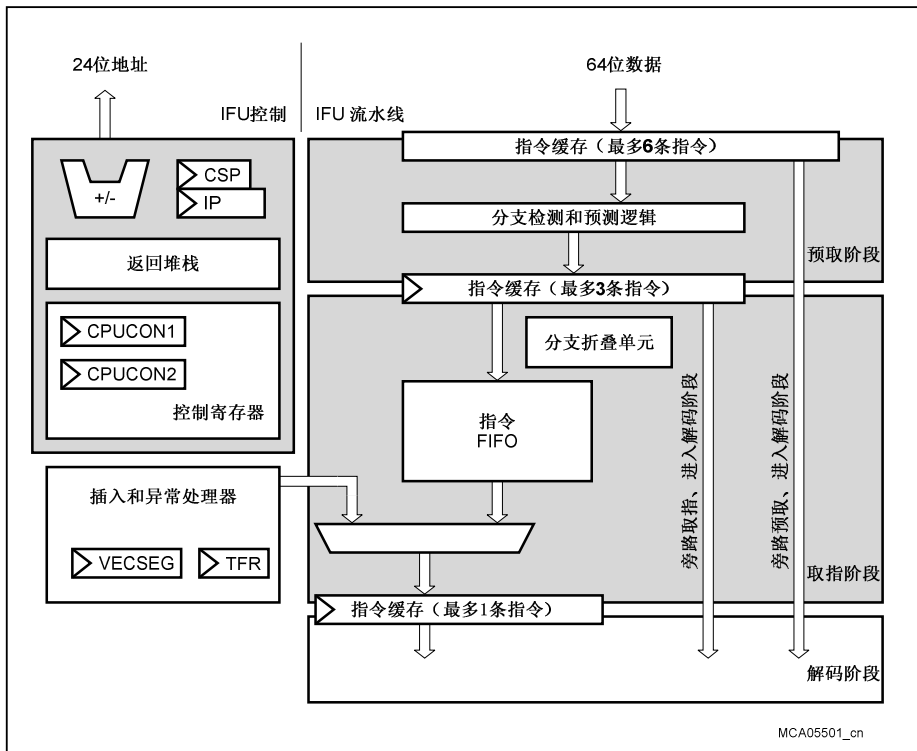 24位地址
64位数据
IFU控制
IFU 流水线
指令缓存（最多6条指令）
+/-
CSP
IP
分支检测和预测逻辑
返回堆栈
预取阶段
指令缓存（最多3条指令）
CPUCON1
CPUCON2
控制寄存器
分支折叠单元
指令
FIFO
旁路取指、进入解码阶段
旁路预取、进入解码阶段
插入和异常处理器
VECSEG
TFR
取指阶段
指令缓存（最多1条指令）
解码阶段
MCA05501_cn